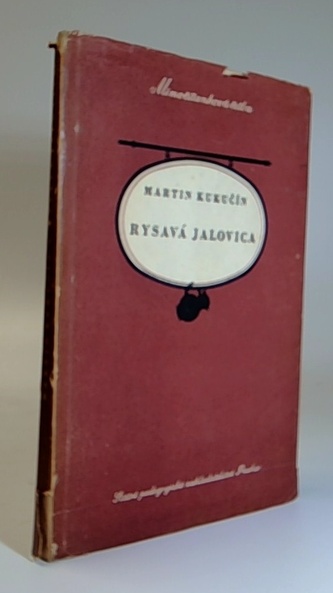 Mimočítanková četba
MARTIN KUKUČÍN
RYSAVÁ JALOVICA
Státní pedagogické nakladatelství Praha